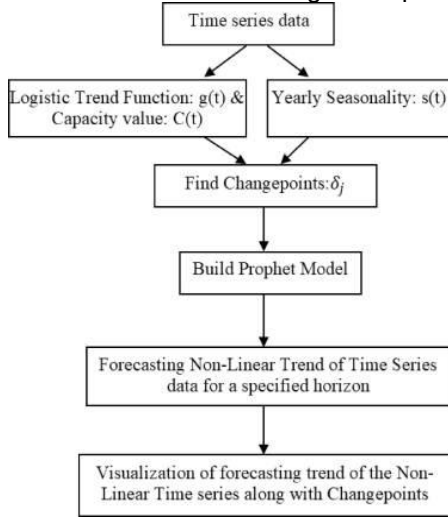 Time series data
Logistic Trend Function: g(t) &
Capacity value: C(t)
Yearly Seasonality: s(t)
Find Changepoints:δⱼ
Build Prophet Model
Forecasting Non-Linear Trend of Time Series
data for a specified horizon
Visualization of forecasting trend of the Non-
Linear Time series along with Changepoints